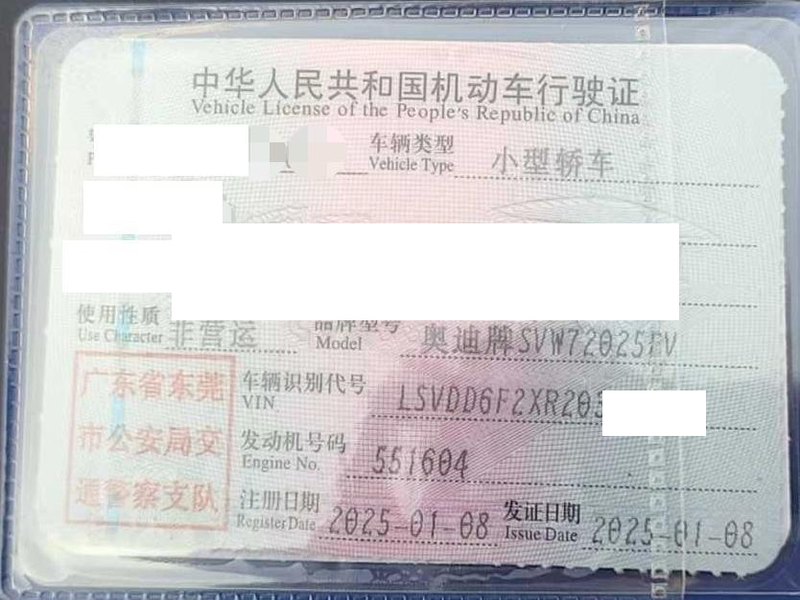 中华人民共和国机动车行驶证
Vehicle License of the People's Republic of China
车辆类型 小型轿车
Vehicle Type
使用性质 非营运 品牌型号 奥迪牌SVW72025FV
Use Character Model
广东省东莞
市公安局交
通警察支队
车辆识别代号 LSVDD6F2XR203
VIN
发动机号码 551604
Engine No.
注册日期 2025-01-08 发证日期 2025-01-08
Register Date Issue Date